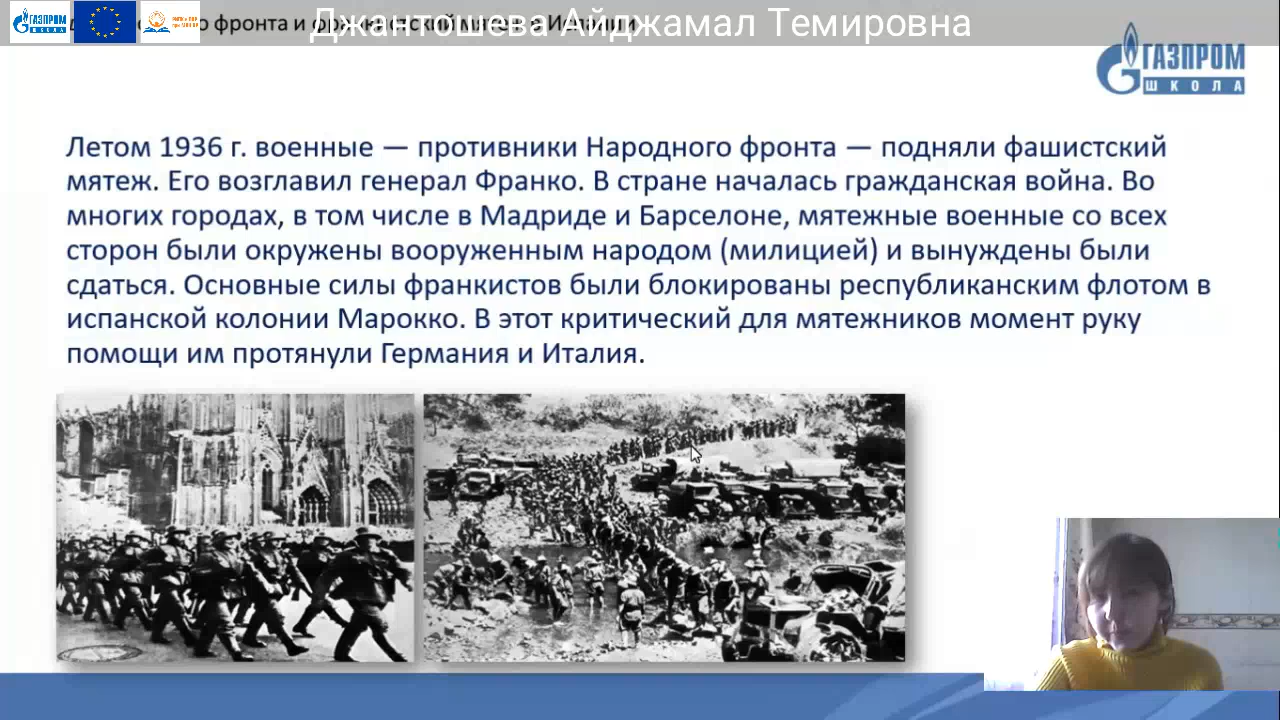 Джантошева Айджамал Темировна
фронта и
ГАЗПРОМ
ШКОЛА
ГАЗПРОМ
ШКОЛА
Летом 1936 г. военные — противники Народного фронта — подняли фашистский
мятеж. Его возглавил генерал Франко. В стране началась гражданская война. Во
многих городах, в том числе в Мадриде и Барселоне, мятежные военные со всех
сторон были окружены вооруженным народом (милицией) и вынуждены были
сдаться. Основные силы франкистов были блокированы республиканским флотом в
испанской колонии Марокко. В этот критический для мятежников момент руку
помощи им протянули Германия и Италия.